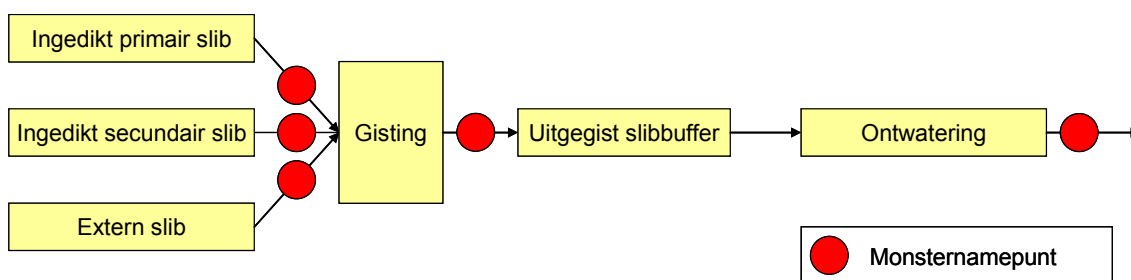 Ingedikt primair slib
Ingedikt secundair slib
Extern slib
Gisting
Uitgegist slibbuffer
Ontwatering
Monsternamepunt